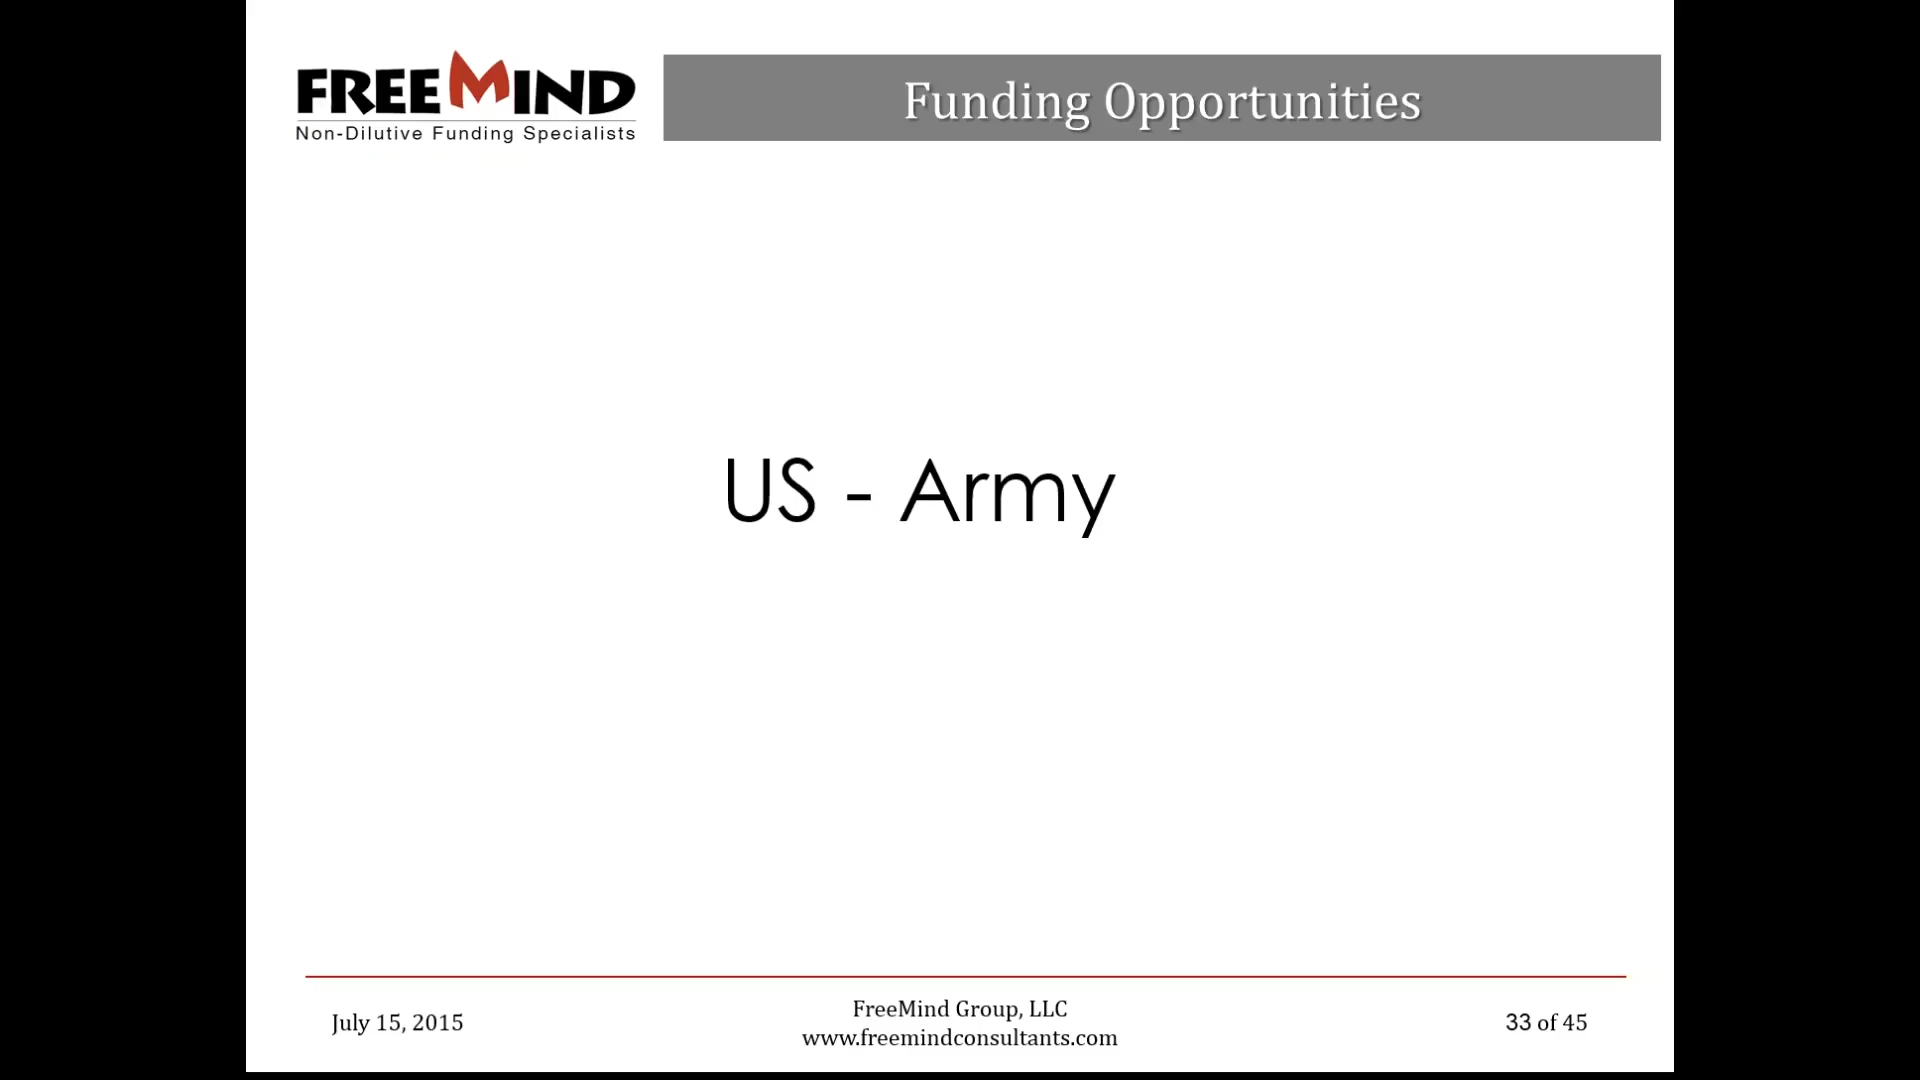 FREEMIND
Non-Dilutive Funding Specialists
Funding Opportunities
US - Army
July 15, 2015
FreeMind Group, LLC
www.freemindconsultants.com
33 of 45